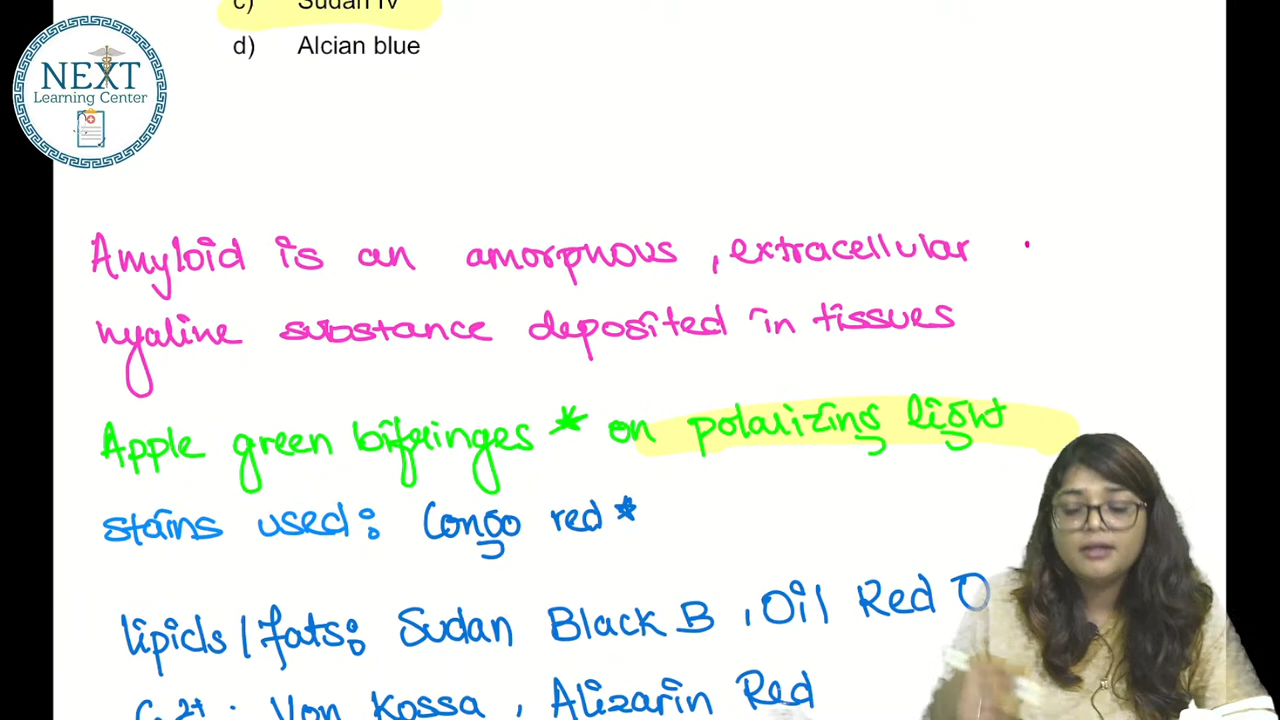 c) Sudan IV
d) Alcian blue
NEXT
Learning Center
Amyloid is an amorphous, extracellular
hyaline substance deposited in tissues
Apple green bifringes * on polarizing light
stains used: Congo red *
lipids / fats: Sudan Black B, Oil Red O
Ca2+: Von Kossa, Alizarin Red